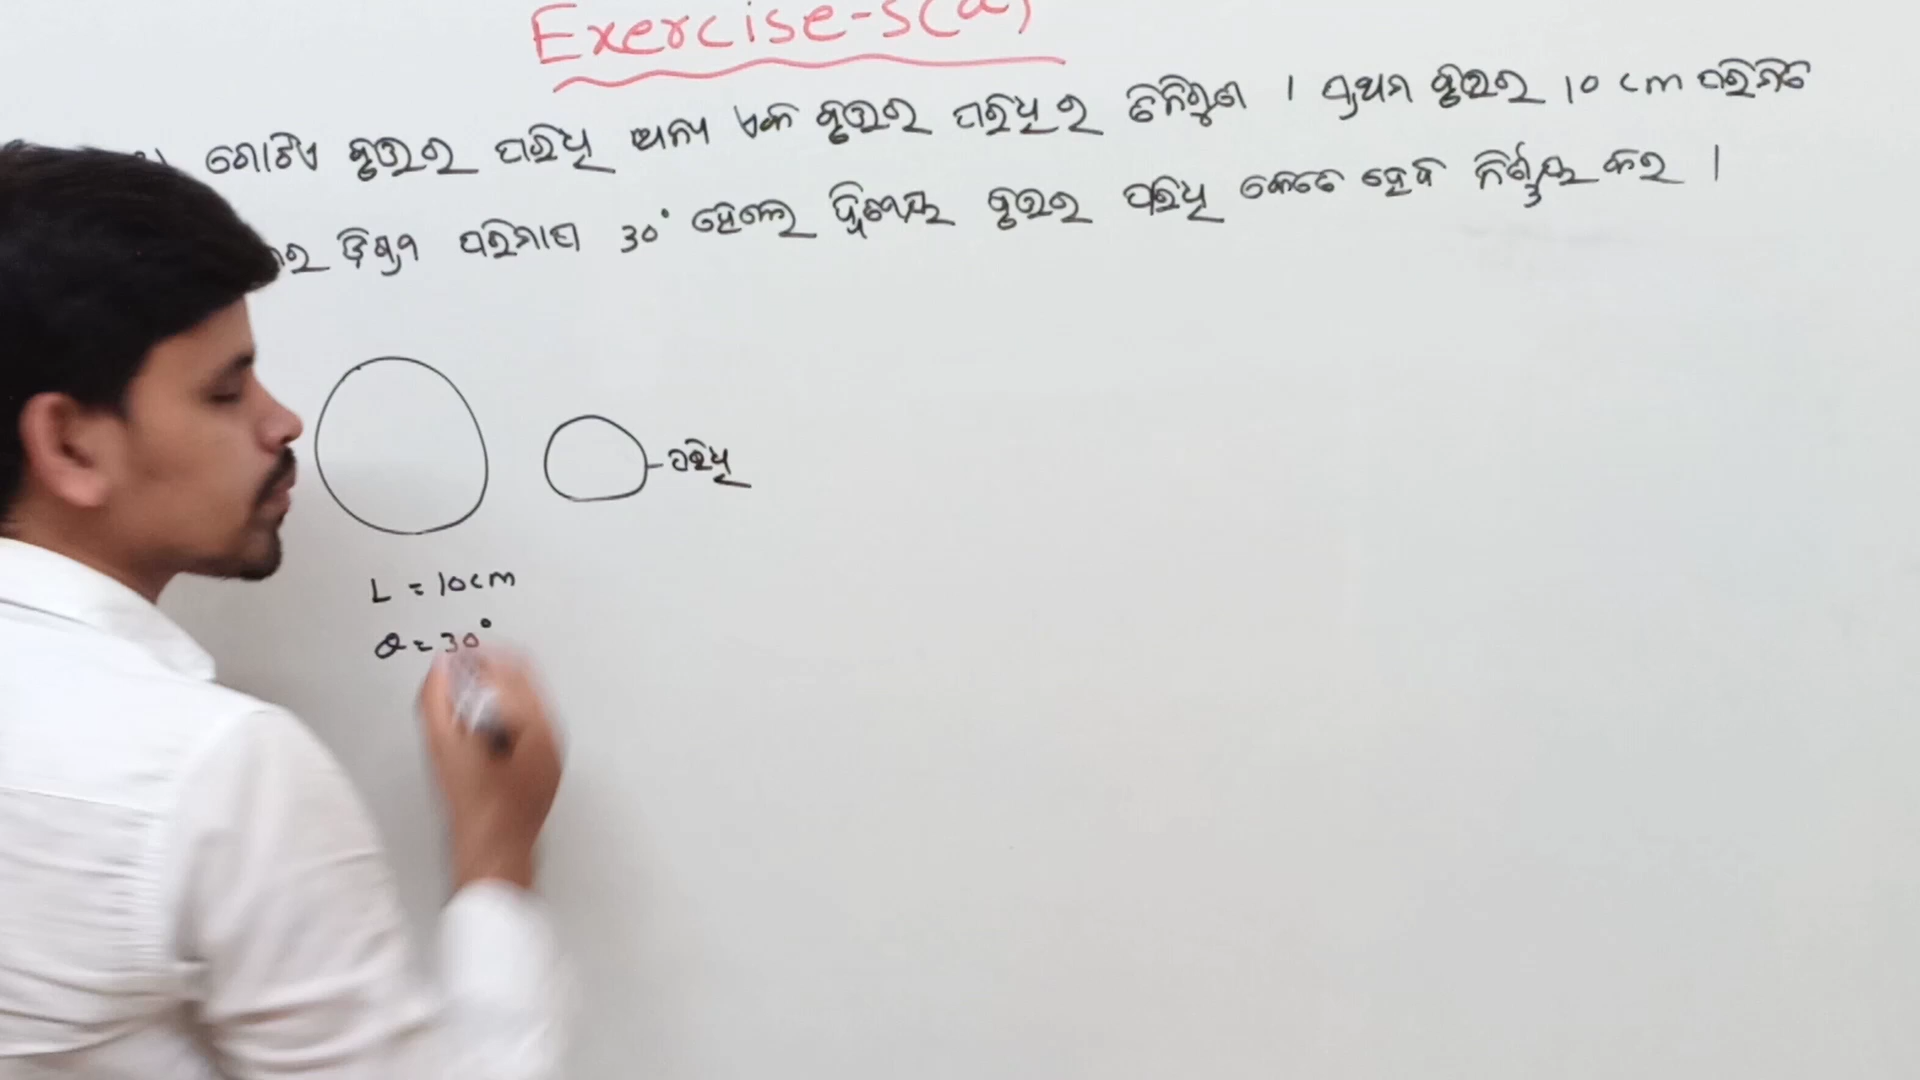 Exercise-5(a)
ଗୋଟିଏ ବୃତ୍ତର ପରିଧି ଅନ୍ୟ ଏକ ବୃତ୍ତର ପରିଧିର ତିନିଗୁଣ । ପ୍ରଥମ ବୃତ୍ତର 10 cm ପରିମିତ
ର ଡିଗ୍ରୀ ପରିମାପ 30° ହେଲେ ଦ୍ଵିତୀୟ ବୃତ୍ତର ପରିଧି କେତେ ହେବ ନିର୍ଣ୍ଣୟ କର ।
ପରିଧି
L = 10cm
θ = 30°